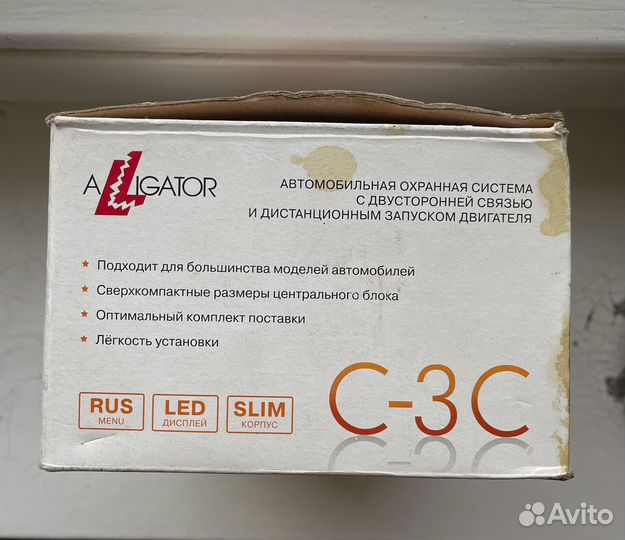 ALLIGATOR
АВТОМОБИЛЬНАЯ ОХРАННАЯ СИСТЕМА
С ДВУСТОРОННЕЙ СВЯЗЬЮ
И ДИСТАНЦИОННЫМ ЗАПУСКОМ ДВИГАТЕЛЯ
* Подходит для большинства моделей автомобилей
* Сверхкомпактные размеры центрального блока
* Оптимальный комплект поставки
* Лёгкость установки
RUS
MENU
LED
ДИСПЛЕЙ
SLIM
КОРПУС
C-3C
Avito